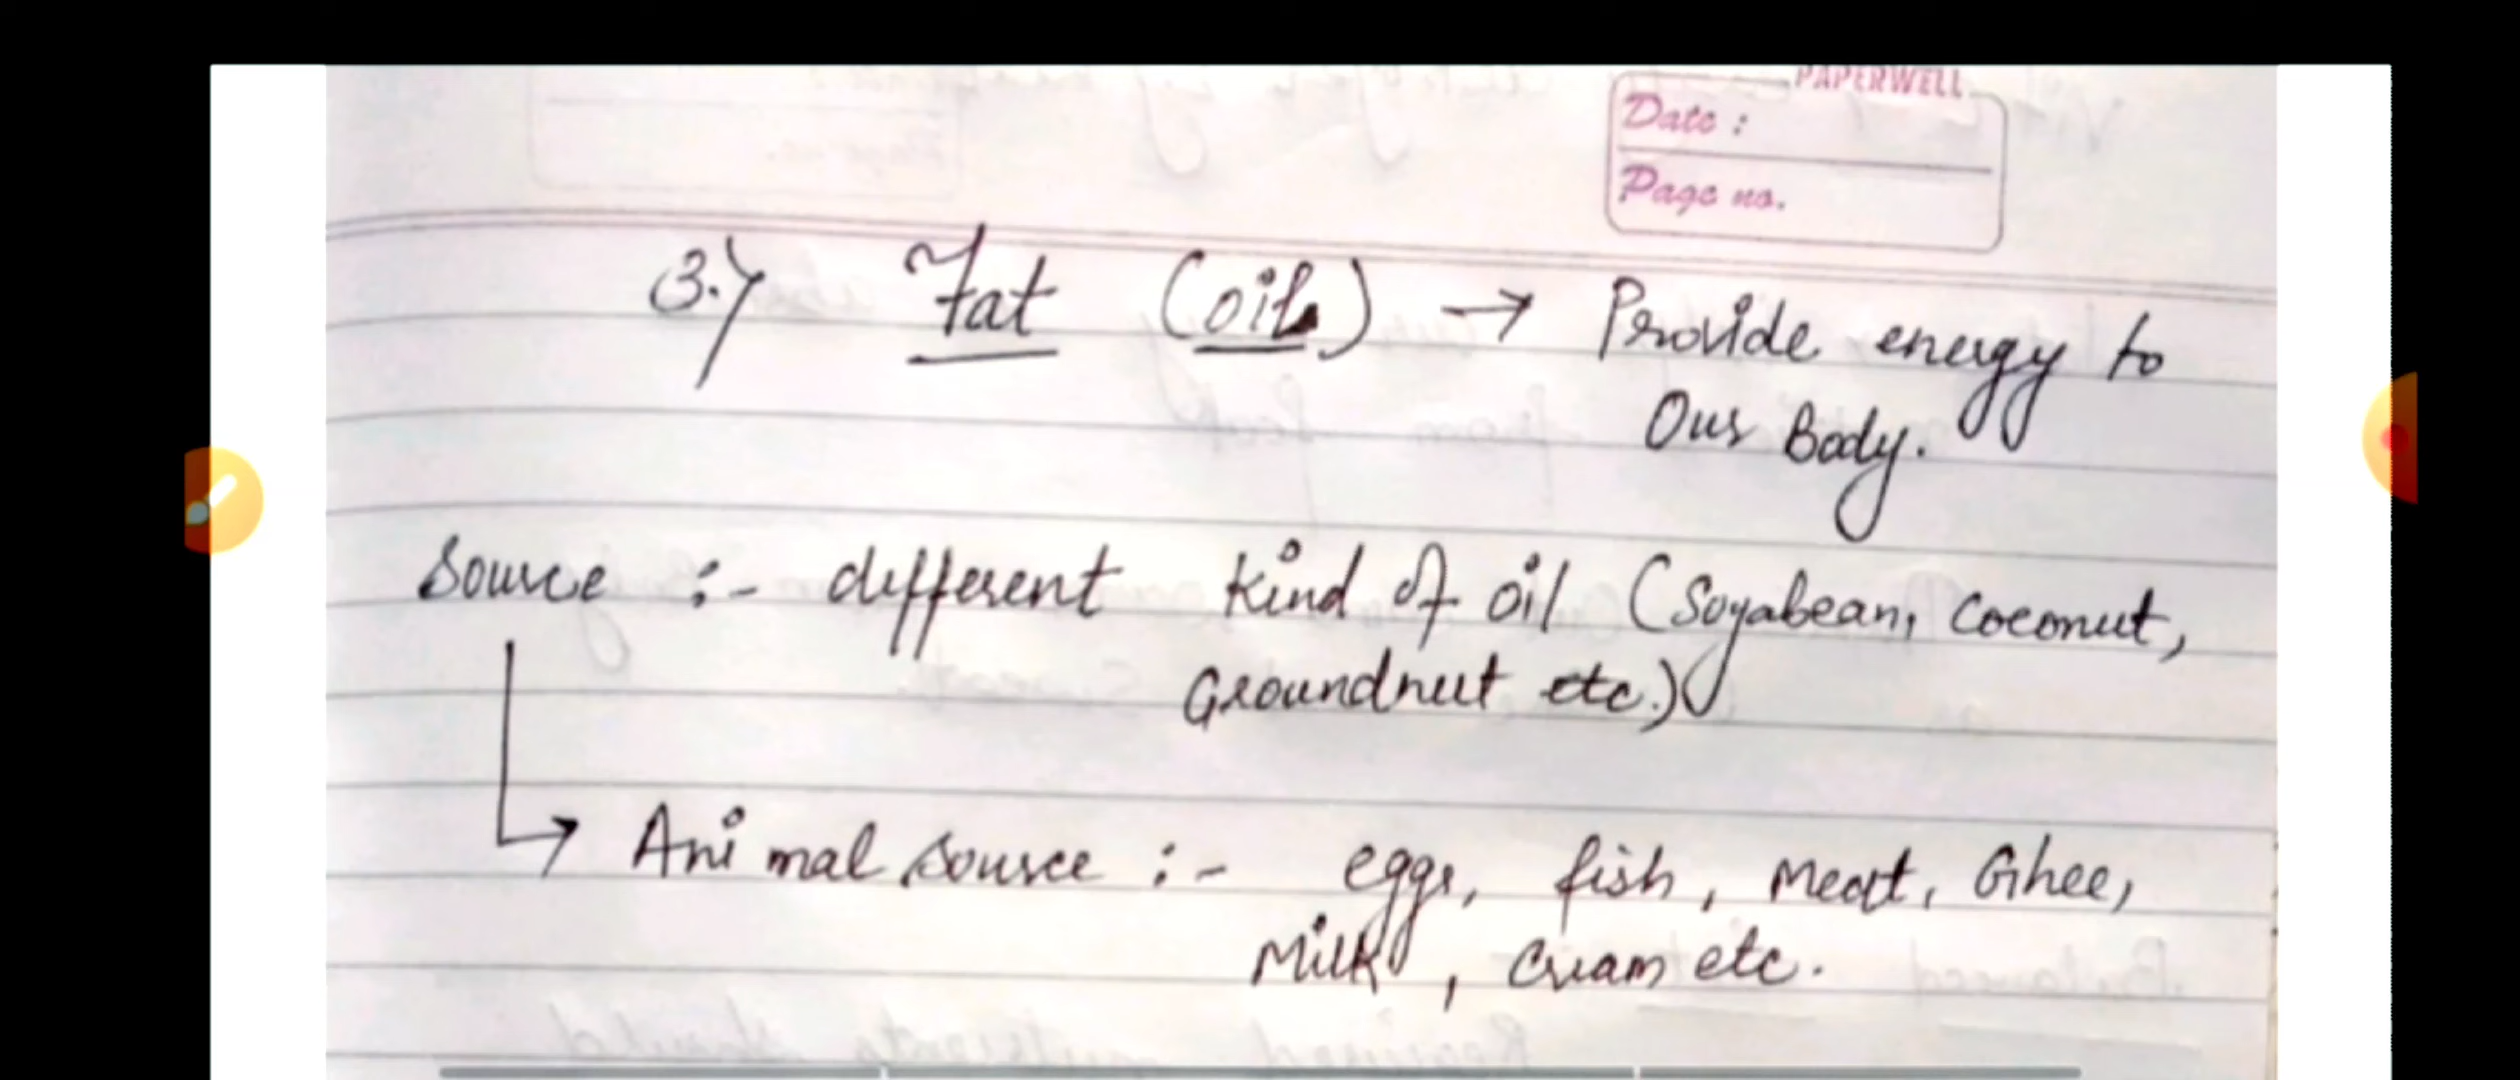 PAPERWELL
Date :
Page no.
3.) Fat (oil) → Provide energy to
Our Body.
Source :- different kind of oil (Soyabean, Coconut,
Groundnut etc.)
→ Animal source :- eggs, fish, Meat, Ghee,
Milk, Cream etc.